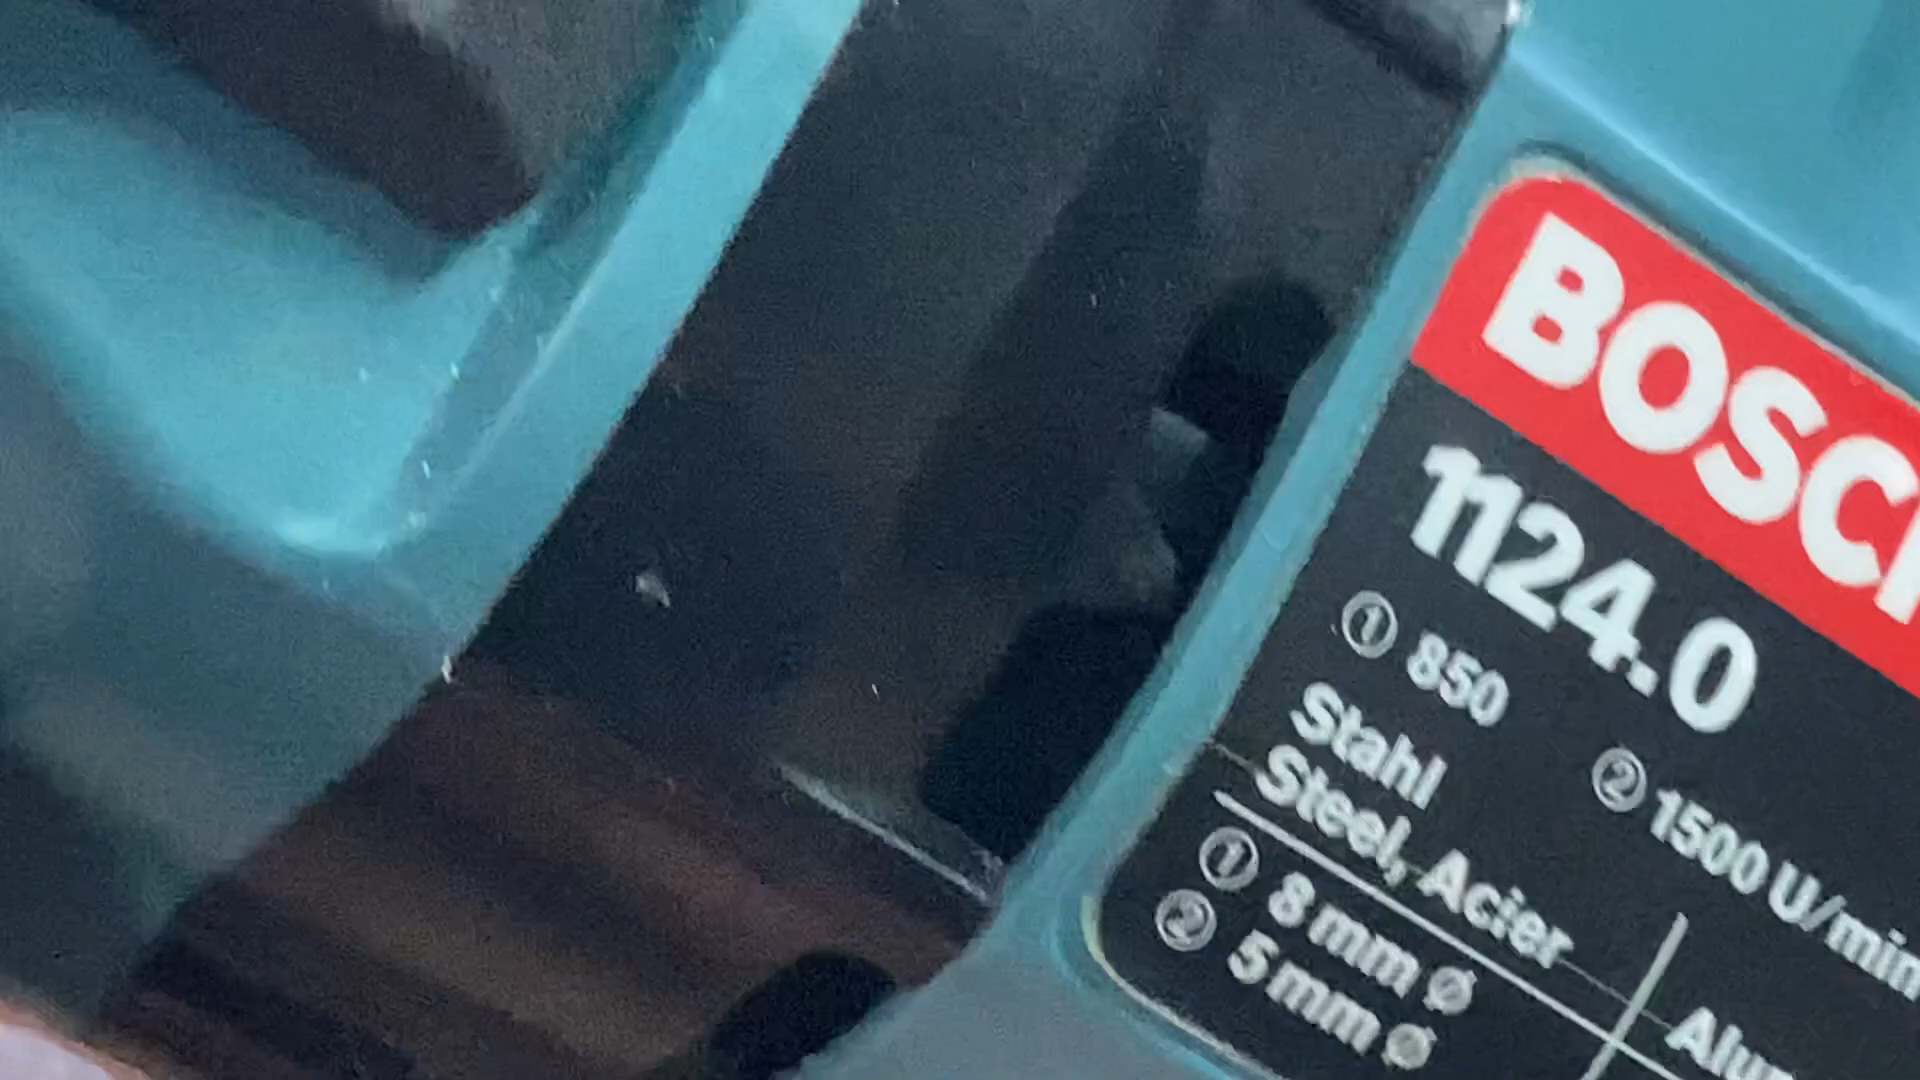 BOSCH
1124.0
① 850
② 1500 U/min
Stahl
Steel, Acier
① 8 mm Ø
② 5 mm Ø